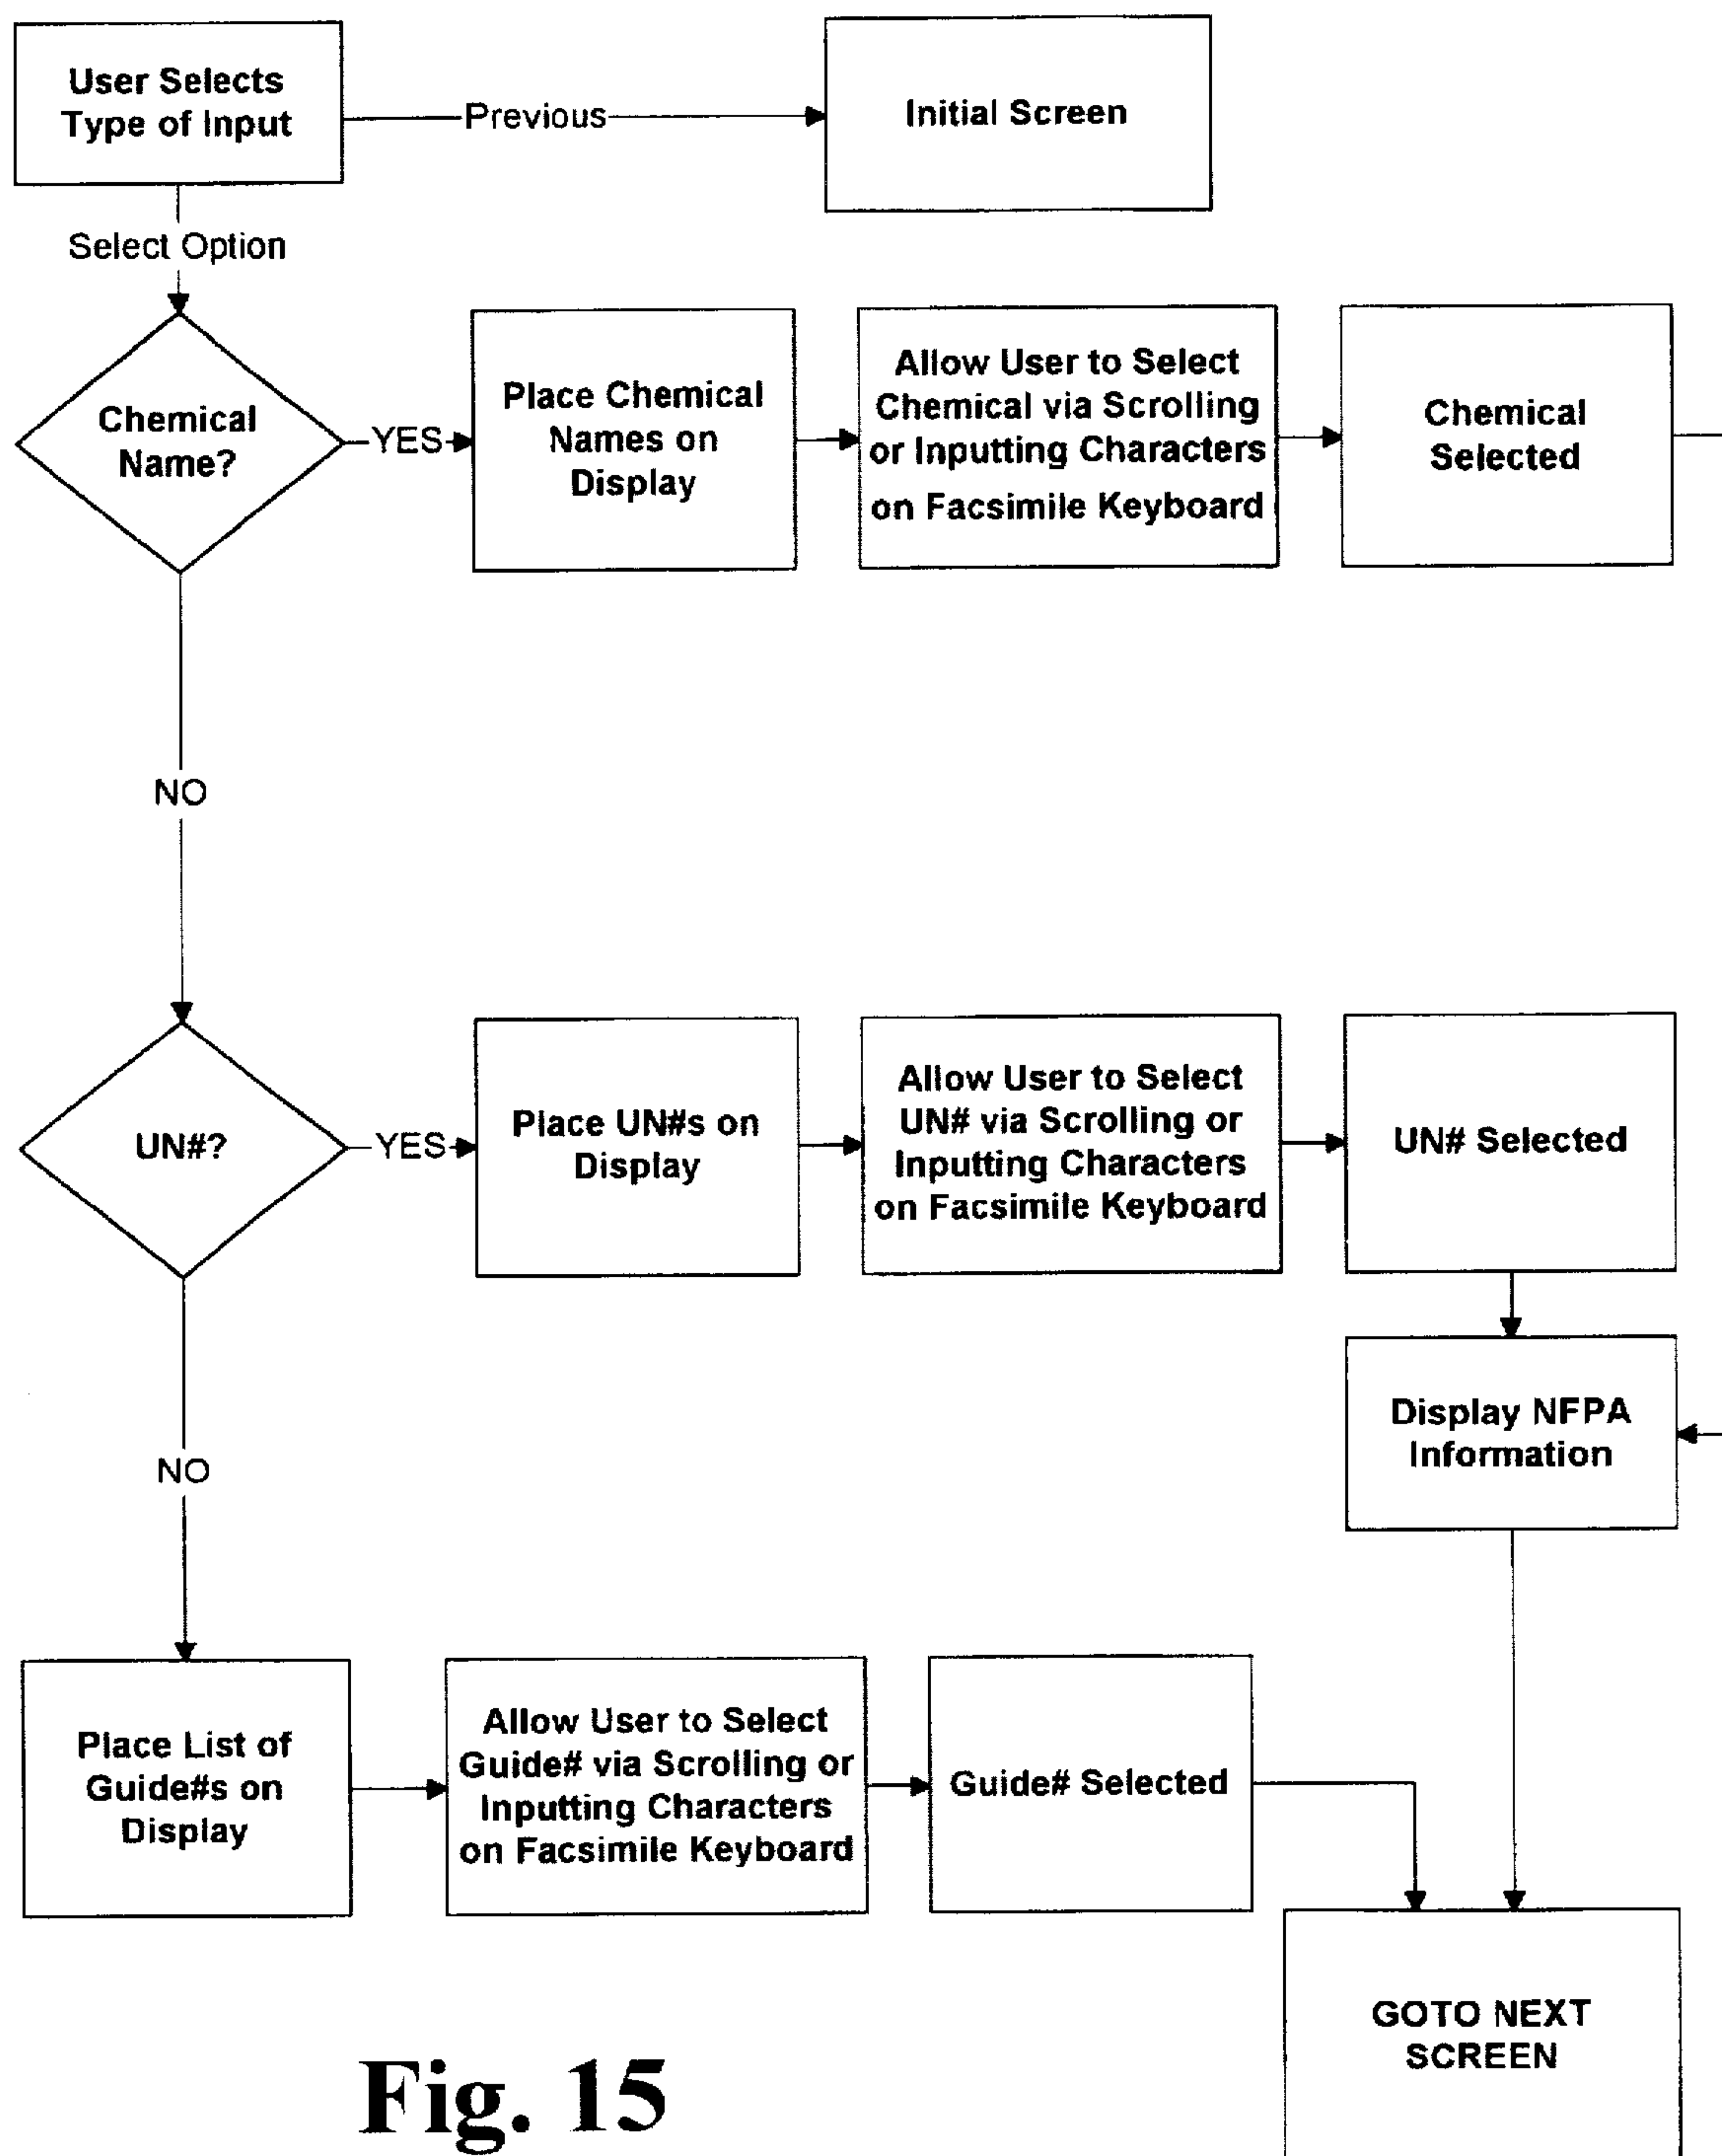 User Selects
Type of Input
Previous
Initial Screen
Select Option
Chemical
Name?
YES
Place Chemical
Names on
Display
Allow User to Select
Chemical via Scrolling
or Inputting Characters
on Facsimile Keyboard
Chemical
Selected
NO
UN#?
YES
Place UN#s on
Display
Allow User to Select
UN# via Scrolling or
Inputting Characters
on Facsimile Keyboard
UN# Selected
Display NFPA
Information
NO
Place List of
Guide#s on
Display
Allow User to Select
Guide# via Scrolling or
Inputting Characters
on Facsimile Keyboard
Guide# Selected
GOTO NEXT
SCREEN
Fig. 15